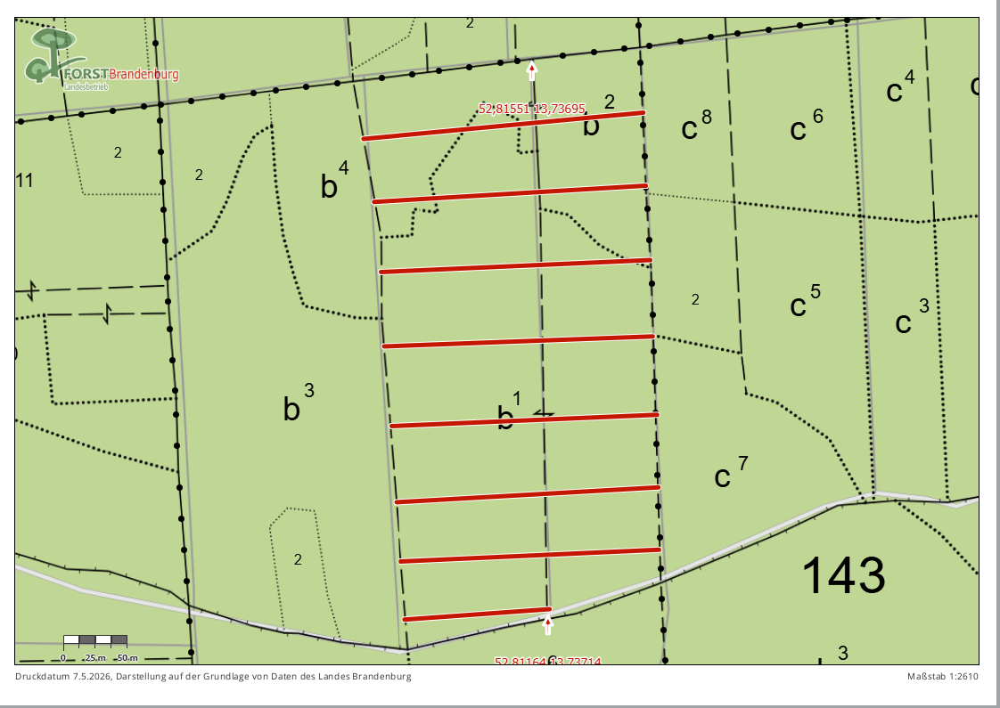 2
FORSTBrandenburg
Landesbetrieb
52,81551 13,73695
c 4
b 2
c 8
c 6
2
2
11
b 4
2
c 5
c 3
b 3
b 1
c 7
2
143
3
0 25 m 50 m
52,81164 13,73714
Druckdatum 7.5.2026, Darstellung auf der Grundlage von Daten des Landes Brandenburg
Maßstab 1:2610